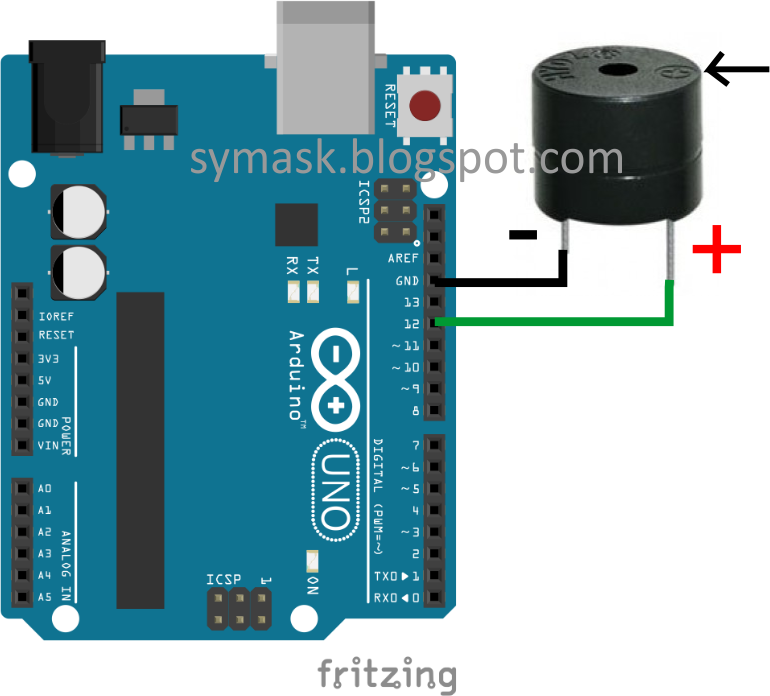 RESET
symask.blogspot.com
ICSP2
-
+
AREF
GND
13
12
~11
~10
~9
8
RX
TX
L
IOREF
RESET
3V3
5V
GND
GND
VIN
POWER
Arduino™
UNO
DIGITAL (PWM=~)
7
~6
~5
4
~3
2
TX0▶1
RX0◀0
A0
A1
A2
A3
A4
A5
ANALOG IN
ICSP
1
ON
fritzing